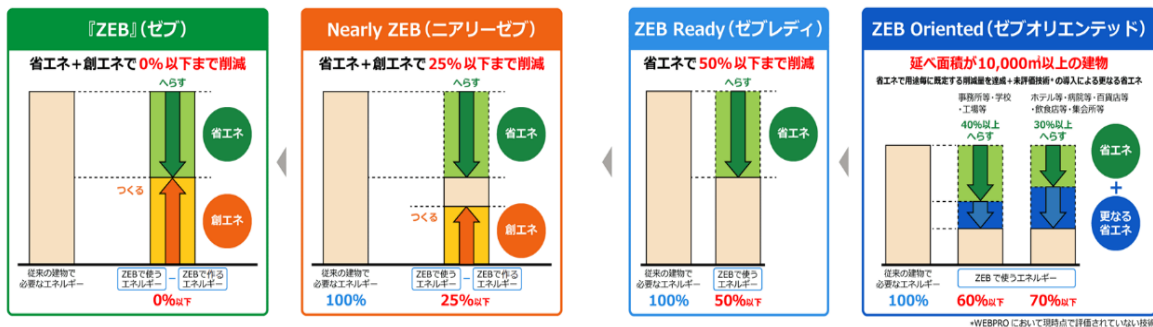 『ZEB』(ゼブ)
省エネ+創エネで0%以下まで削減
へらす
省エネ
つくる
創エネ
従来の建物で
必要なエネルギー
ZEBで使う
エネルギー
−
ZEBで作る
エネルギー
0%以下
Nearly ZEB(ニアリーゼブ)
省エネ+創エネで25%以下まで削減
へらす
省エネ
つくる
創エネ
従来の建物で
必要なエネルギー
100%
ZEBで使う
エネルギー
−
ZEBで作る
エネルギー
25%以下
ZEB Ready(ゼブレディ)
省エネで50%以下まで削減
へらす
省エネ
従来の建物で
必要なエネルギー
100%
ZEBで使う
エネルギー
50%以下
ZEB Oriented(ゼブオリエンテッド)
延べ面積が10,000㎡以上の建物
省エネで用途毎に既定する削減量を達成+未評価技術*の導入による更なる省エネ
事務所等・学校
・工場等
40%以上
へらす
ホテル等・病院等・百貨店等
・飲食店等・集会所等
30%以上
へらす
省エネ
+
更なる
省エネ
従来の建物で
必要なエネルギー
100%
ZEBで使うエネルギー
60%以下
70%以下
*WEBPROにおいて現時点で評価されていない技術